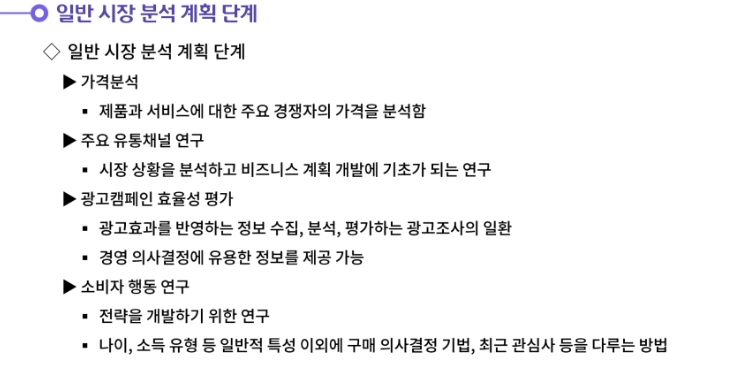 일반 시장 분석 계획 단계
◇ 일반 시장 분석 계획 단계
▶ 가격분석
▪ 제품과 서비스에 대한 주요 경쟁자의 가격을 분석함
▶ 주요 유통채널 연구
▪ 시장 상황을 분석하고 비즈니스 계획 개발에 기초가 되는 연구
▶ 광고캠페인 효율성 평가
▪ 광고효과를 반영하는 정보 수집, 분석, 평가하는 광고조사의 일환
▪ 경영 의사결정에 유용한 정보를 제공 가능
▶ 소비자 행동 연구
▪ 전략을 개발하기 위한 연구
▪ 나이, 소득 유형 등 일반적 특성 이외에 구매 의사결정 기법, 최근 관심사 등을 다루는 방법